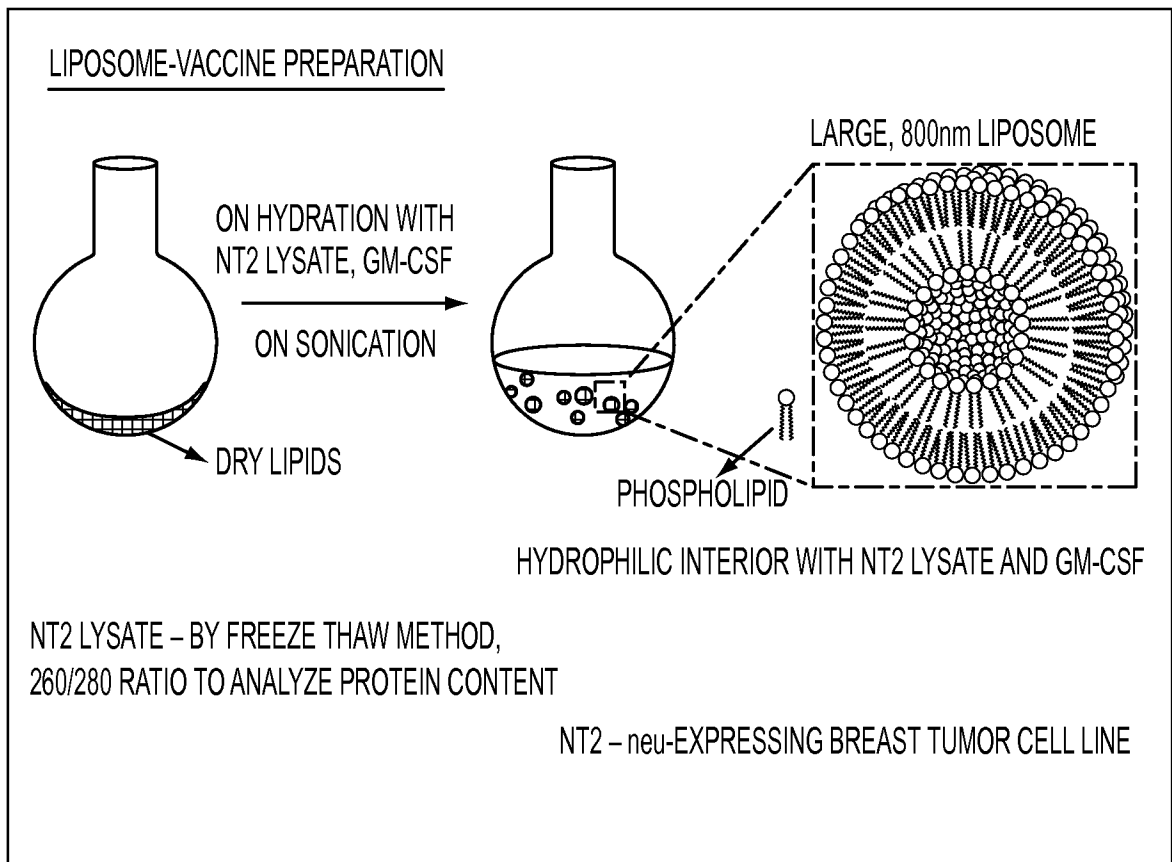 LIPOSOME-VACCINE PREPARATION
LARGE, 800nm LIPOSOME
ON HYDRATION WITH
NT2 LYSATE, GM-CSF
ON SONICATION
DRY LIPIDS
PHOSPHOLIPID
HYDROPHILIC INTERIOR WITH NT2 LYSATE AND GM-CSF
NT2 LYSATE – BY FREEZE THAW METHOD,
260/280 RATIO TO ANALYZE PROTEIN CONTENT
NT2 – neu-EXPRESSING BREAST TUMOR CELL LINE